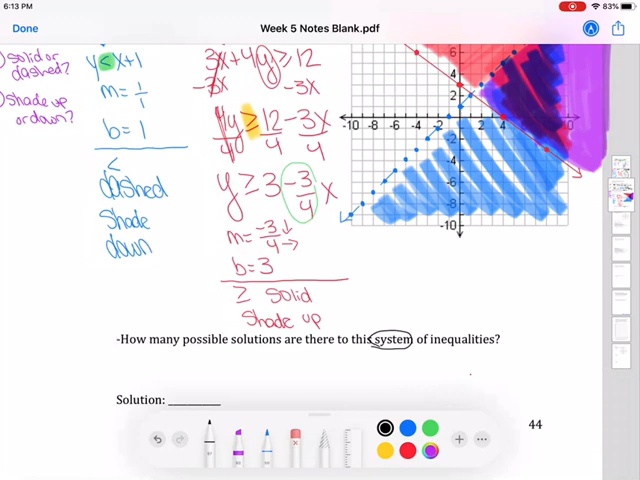 6:13 PM
83%
Done
Week 5 Notes Blank.pdf
solid or
dashed?
shade up
or down?
y < x+1
m = 1/1
b = 1
<
dashed
shade
down
3x+4y ≥ 12
-3x -3x
4y ≥ 12 - 3x
4 4 4
y ≥ 3 - 3/4 x
m = -3/4 ↓ →
b = 3
≥ Solid
Shade up
6
4
2
-10 -8 -6 -4 -2 0 2 4 6 8 10
-2
-4
-6
-8
-10
-How many possible solutions are there to this system of inequalities?
Solution: ________
44